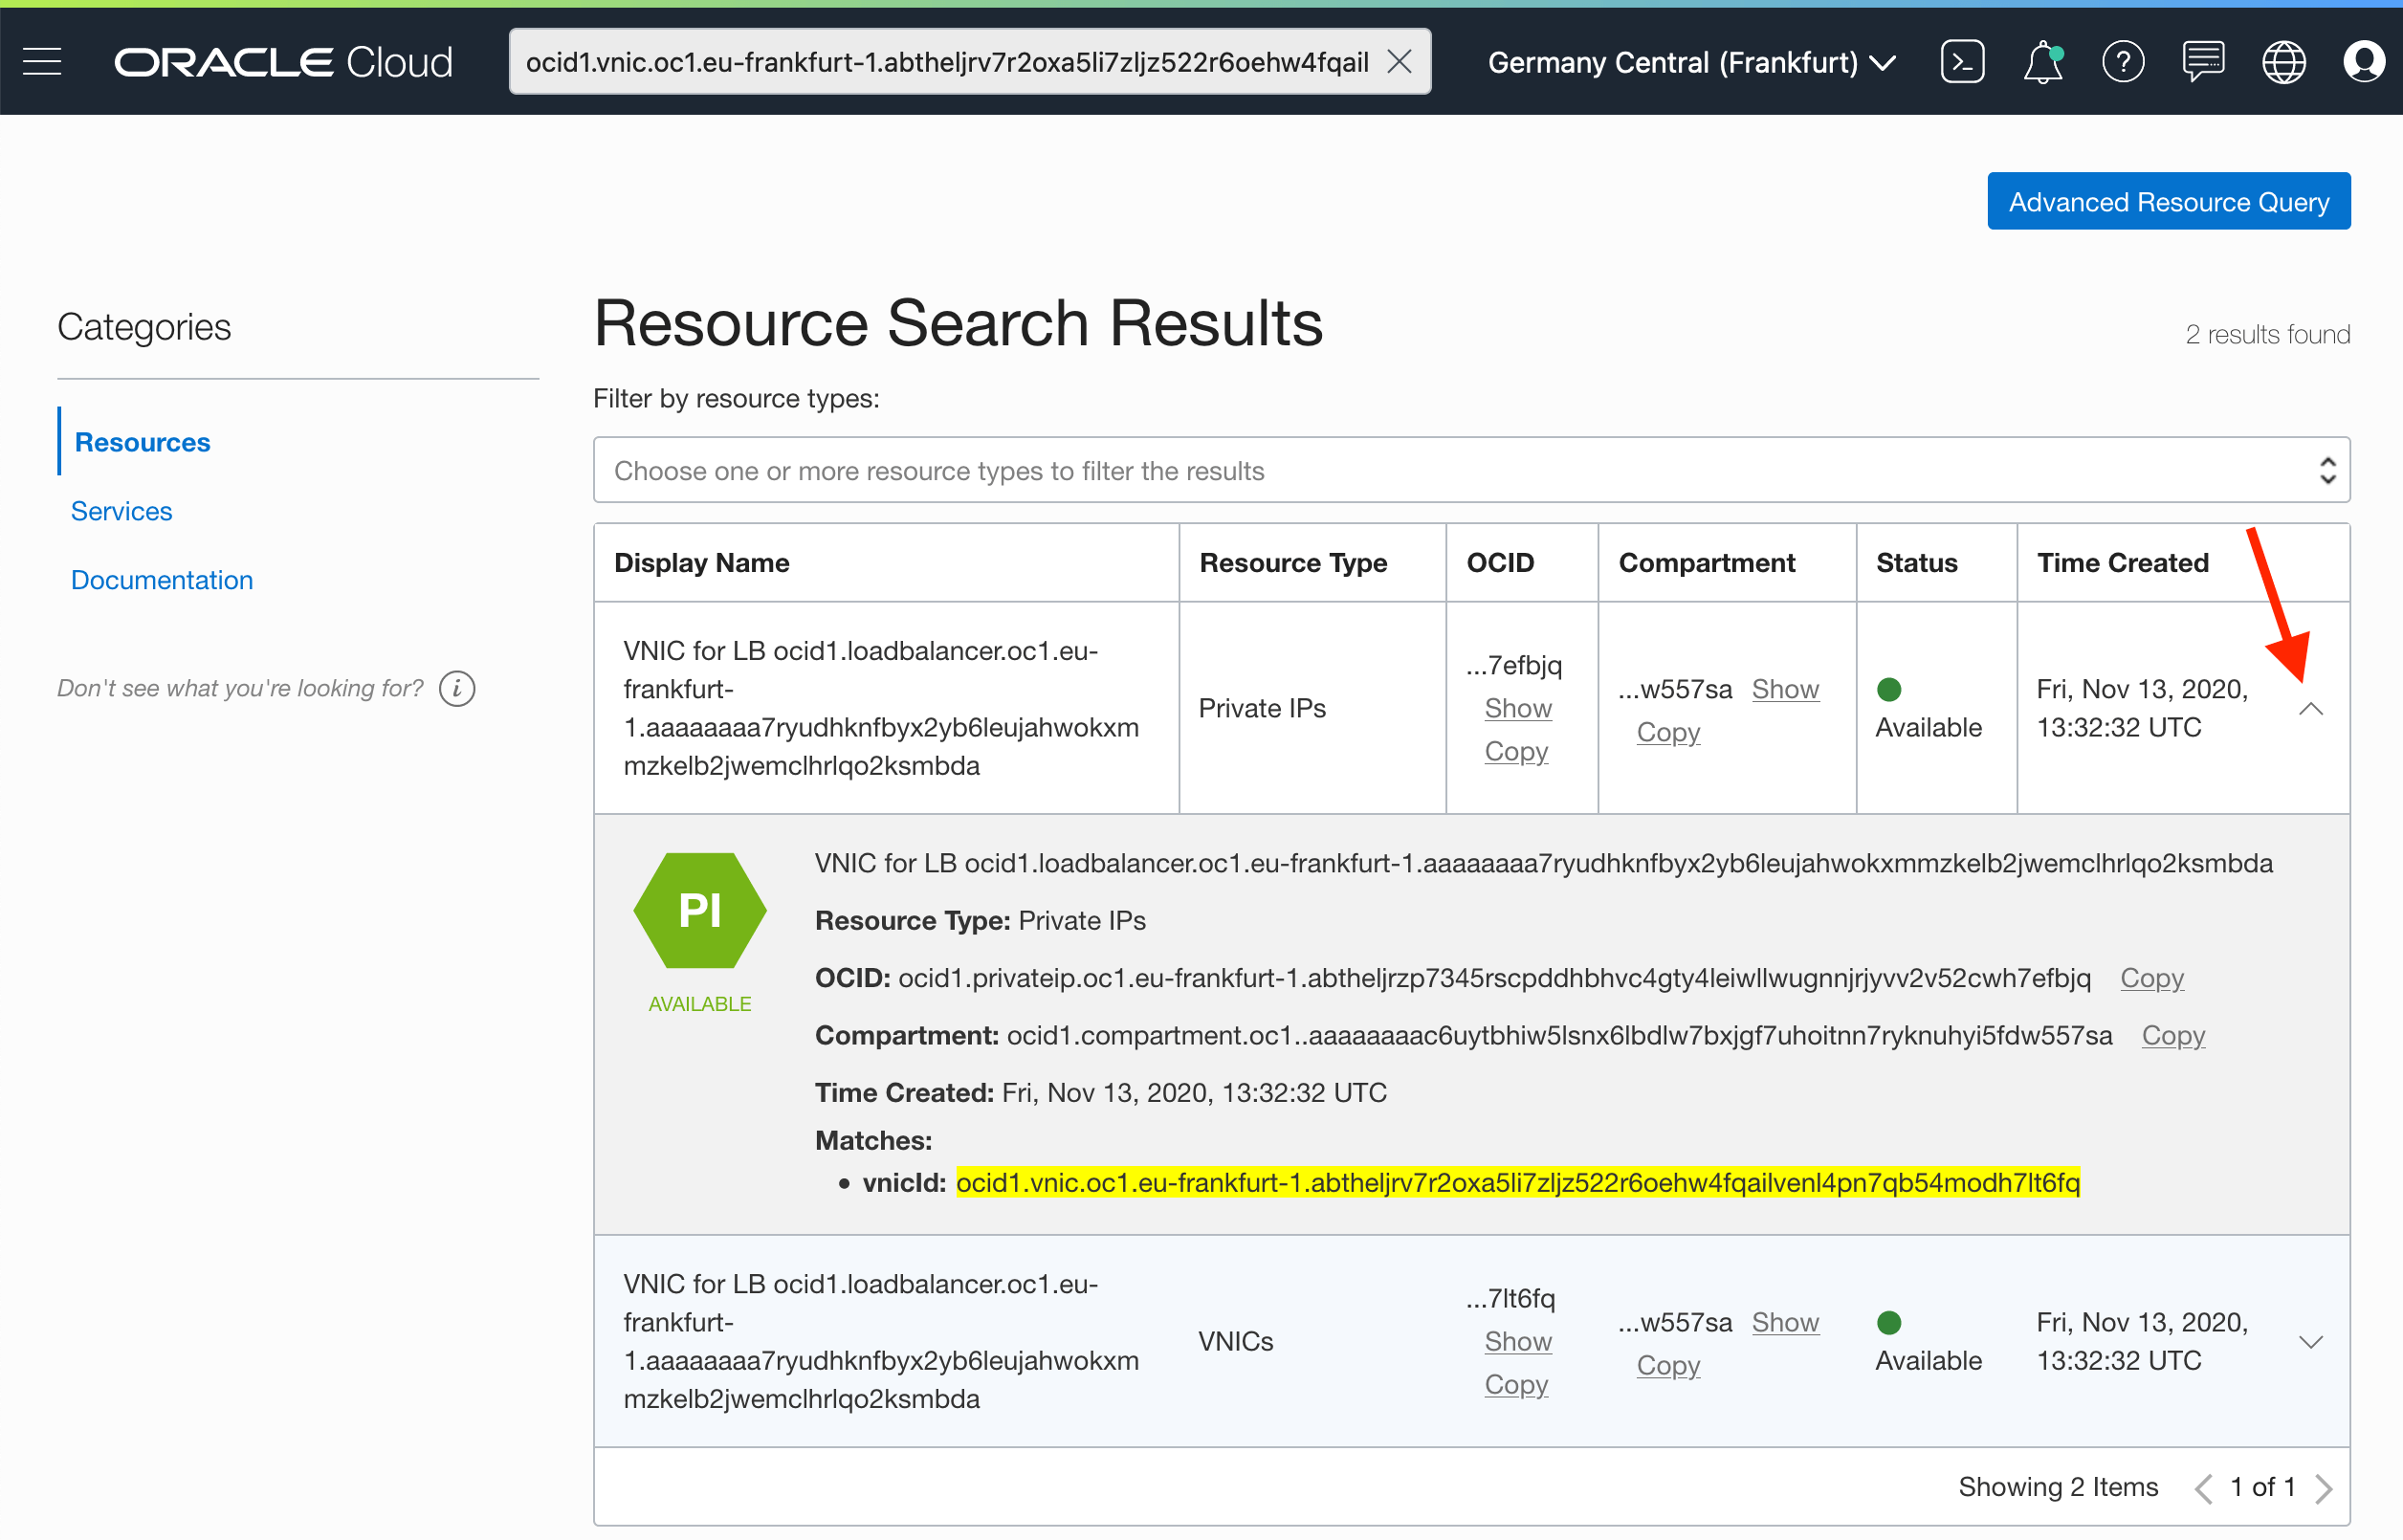 ORACLE Cloud
ocid1.vnic.oc1.eu-frankfurt-1.abtheljrv7r2oxa5li7zljz522r6oehw4fqail
Germany Central (Frankfurt)
Advanced Resource Query
Categories
Resources
Services
Documentation
Don't see what you're looking for?
Resource Search Results
2 results found
Filter by resource types:
Choose one or more resource types to filter the results
Display Name Resource Type OCID Compartment Status Time Created
VNIC for LB ocid1.loadbalancer.oc1.eu-
frankfurt-
1.aaaaaaaa7ryudhknfbyx2yb6leujahwokxm
mzkelb2jwemclhrlqo2ksmbda
Private IPs
...7efbjq
Show
Copy
...w557sa Show
Copy
Available
Fri, Nov 13, 2020,
13:32:32 UTC
PI
AVAILABLE
VNIC for LB ocid1.loadbalancer.oc1.eu-frankfurt-1.aaaaaaaa7ryudhknfbyx2yb6leujahwokxmmzkelb2jwemclhrlqo2ksmbda
Resource Type: Private IPs
OCID: ocid1.privateip.oc1.eu-frankfurt-1.abtheljrzp7345rscpddhbhvc4gty4leiwllwugnnjrjyvv2v52cwh7efbjq Copy
Compartment: ocid1.compartment.oc1..aaaaaaaac6uytbhiw5lsnx6lbdlw7bxjgf7uhoitnn7ryknuhyi5fdw557sa Copy
Time Created: Fri, Nov 13, 2020, 13:32:32 UTC
Matches:
• vnicId: ocid1.vnic.oc1.eu-frankfurt-1.abtheljrv7r2oxa5li7zljz522r6oehw4fqailvenl4pn7qb54modh7lt6fq
VNIC for LB ocid1.loadbalancer.oc1.eu-
frankfurt-
1.aaaaaaaa7ryudhknfbyx2yb6leujahwokxm
mzkelb2jwemclhrlqo2ksmbda
VNICs
...7lt6fq
Show
Copy
...w557sa Show
Copy
Available
Fri, Nov 13, 2020,
13:32:32 UTC
Showing 2 Items 1 of 1